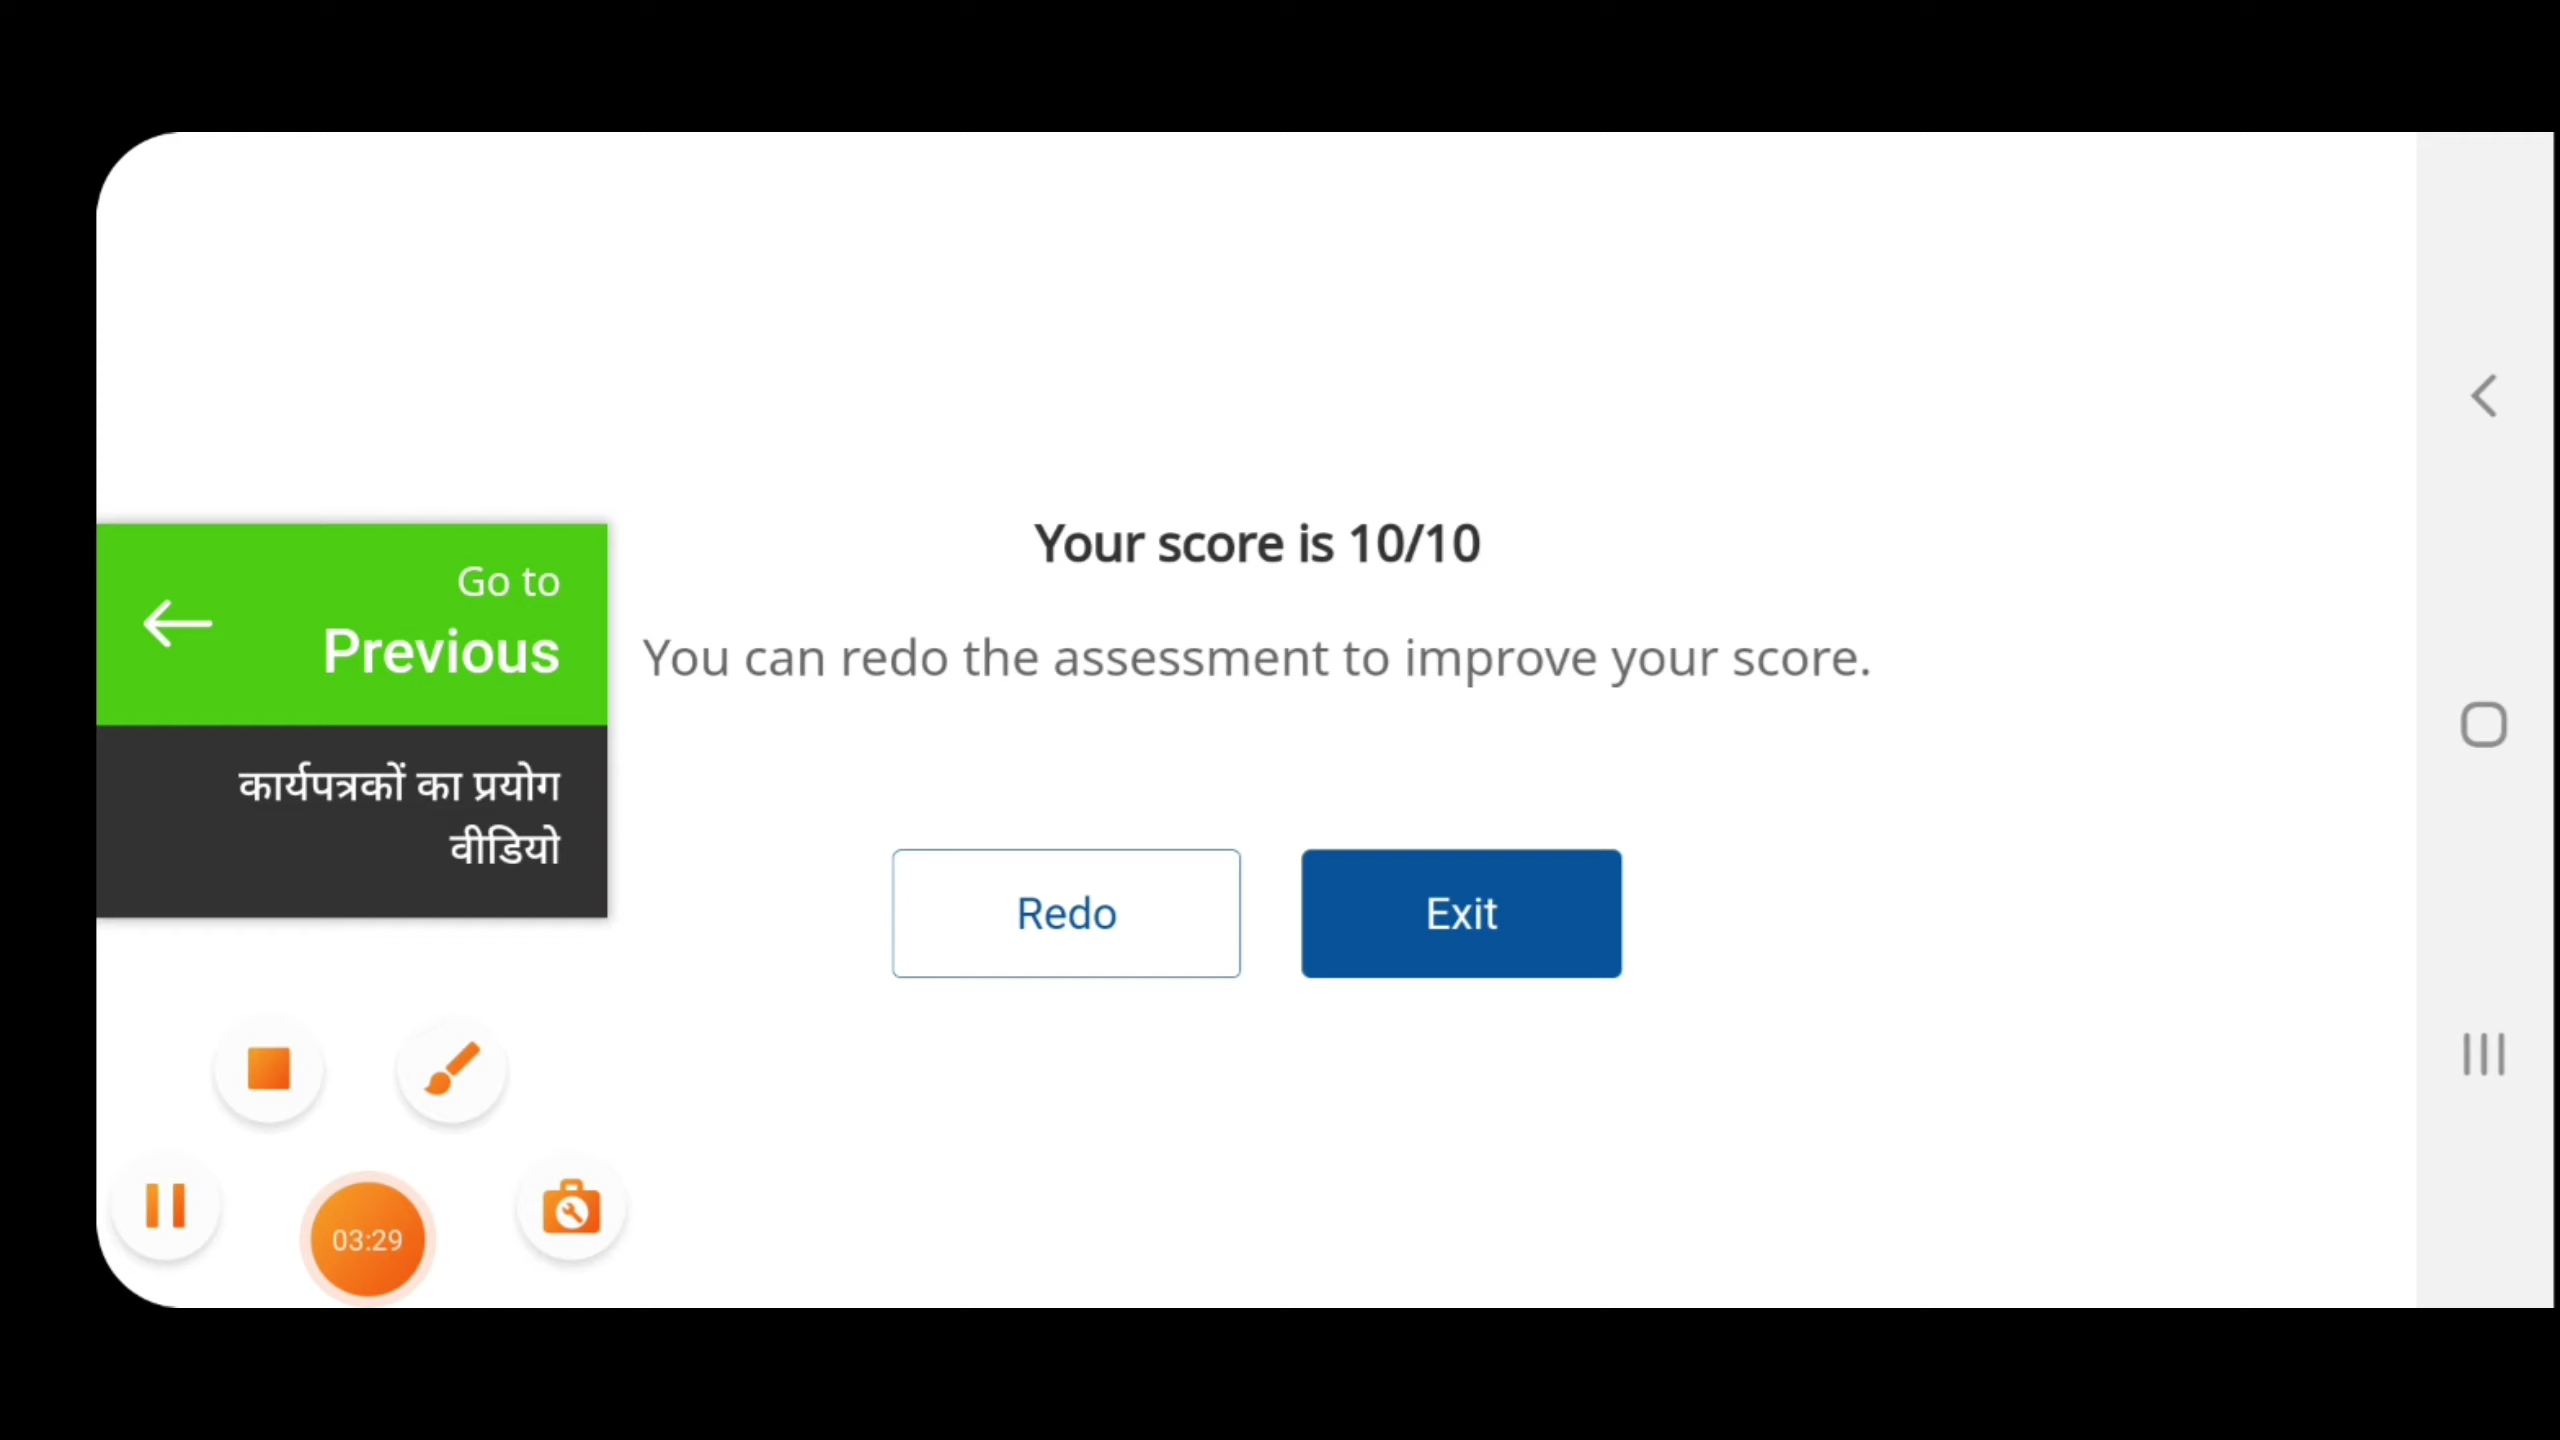 Your score is 10/10
You can redo the assessment to improve your score.
Go to
Previous
कार्यपत्रकों का प्रयोग
वीडियो
Redo
Exit
03:29